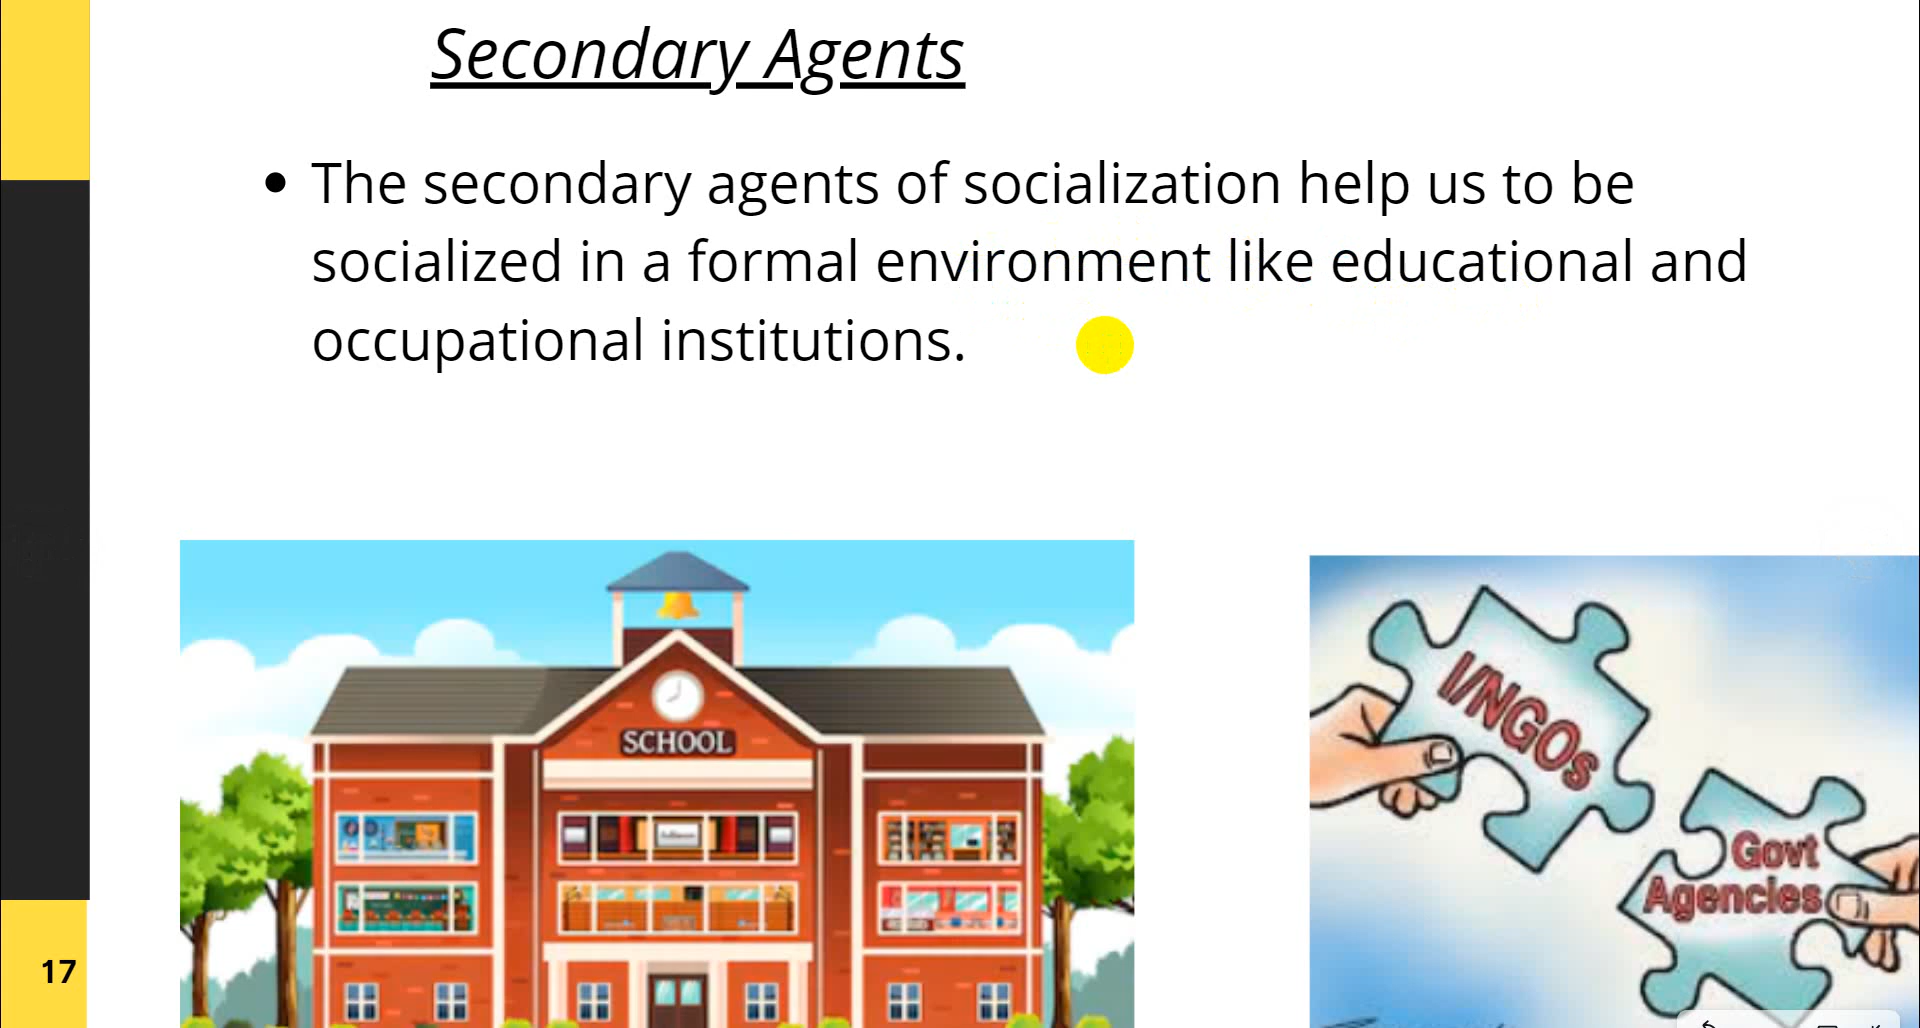 Secondary Agents
• The secondary agents of socialization help us to be
socialized in a formal environment like educational and
occupational institutions.
SCHOOL
I/NGOs
Govt
Agencies
17